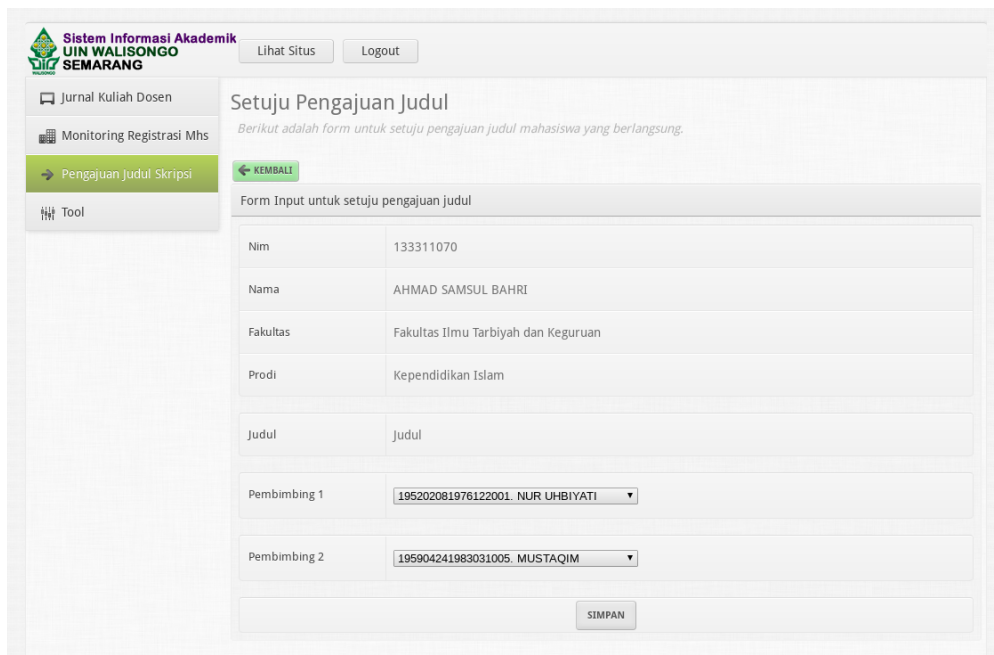 Sistem Informasi Akademik
UIN WALISONGO
SEMARANG
WALISONGO
Lihat Situs
Logout
Jurnal Kuliah Dosen
Monitoring Registrasi Mhs
Pengajuan Judul Skripsi
Tool
Setuju Pengajuan Judul
Berikut adalah form untuk setuju pengajuan judul mahasiswa yang berlangsung.
KEMBALI
Form Input untuk setuju pengajuan judul
Nim 133311070
Nama AHMAD SAMSUL BAHRI
Fakultas Fakultas Ilmu Tarbiyah dan Keguruan
Prodi Kependidikan Islam
Judul Judul
Pembimbing 1 195202081976122001. NUR UHBIYATI
Pembimbing 2 195904241983031005. MUSTAQIM
SIMPAN